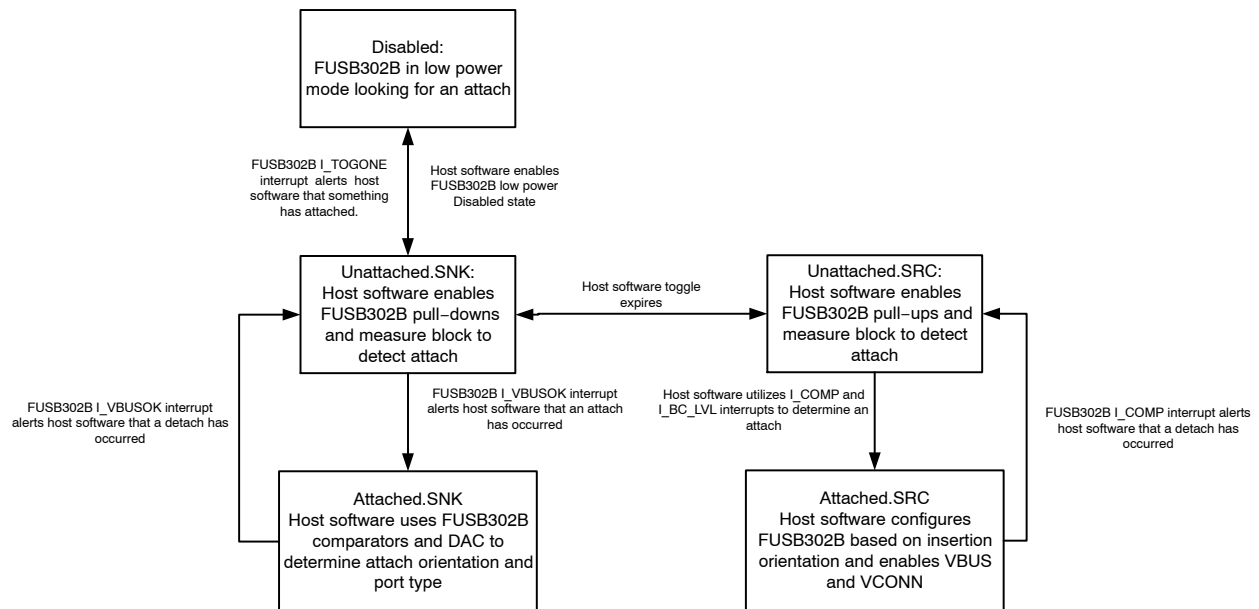 Disabled:
FUSB302B in low power
mode looking for an attach
FUSB302B I_TOGONE
interrupt alerts host
software that something
has attached.
Host software enables
FUSB302B low power
Disabled state
Unattached.SNK:
Host software enables
FUSB302B pull−downs
and measure block to
detect attach
Host software toggle
expires
Unattached.SRC:
Host software enables
FUSB302B pull−ups and
measure block to detect
attach
FUSB302B I_VBUSOK interrupt
alerts host software that a detach has
occurred
FUSB302B I_VBUSOK interrupt
alerts host software that an attach
has occurred
Host software utilizes I_COMP and
I_BC_LVL interrupts to determine an
attach
FUSB302B I_COMP interrupt alerts
host software that a detach has
occurred
Attached.SNK
Host software uses FUSB302B
comparators and DAC to
determine attach orientation and
port type
Attached.SRC
Host software configures
FUSB302B based on insertion
orientation and enables VBUS
and VCONN